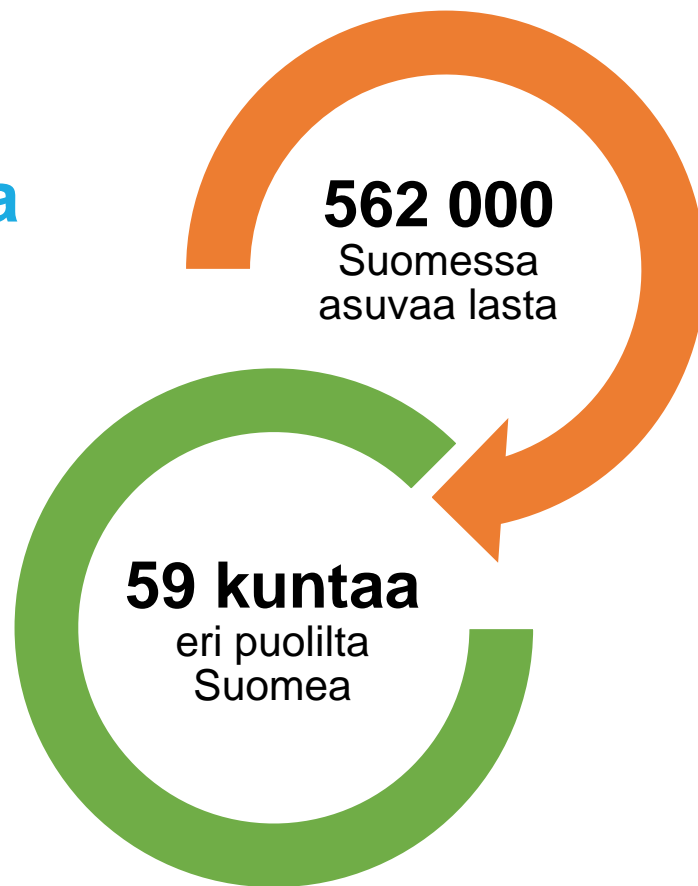 a
562 000
Suomessa
asuvaa lasta
59 kuntaa
eri puolilta
Suomea